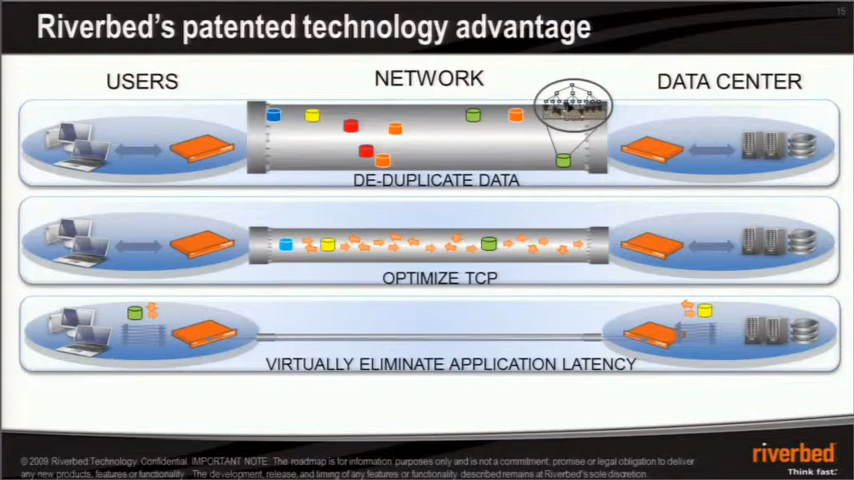 15
Riverbed's patented technology advantage
USERS
NETWORK
DATA CENTER
DE-DUPLICATE DATA
OPTIMIZE TCP
VIRTUALLY ELIMINATE APPLICATION LATENCY
© 2009 Riverbed Technology. Confidential. IMPORTANT NOTE: The roadmap is for information purposes only and is not a commitment, promise or legal obligation to deliver
any new products, features or functionality. The development, release, and timing of any features or functionality described remains at Riverbed's sole discretion.
riverbed
Think fast.